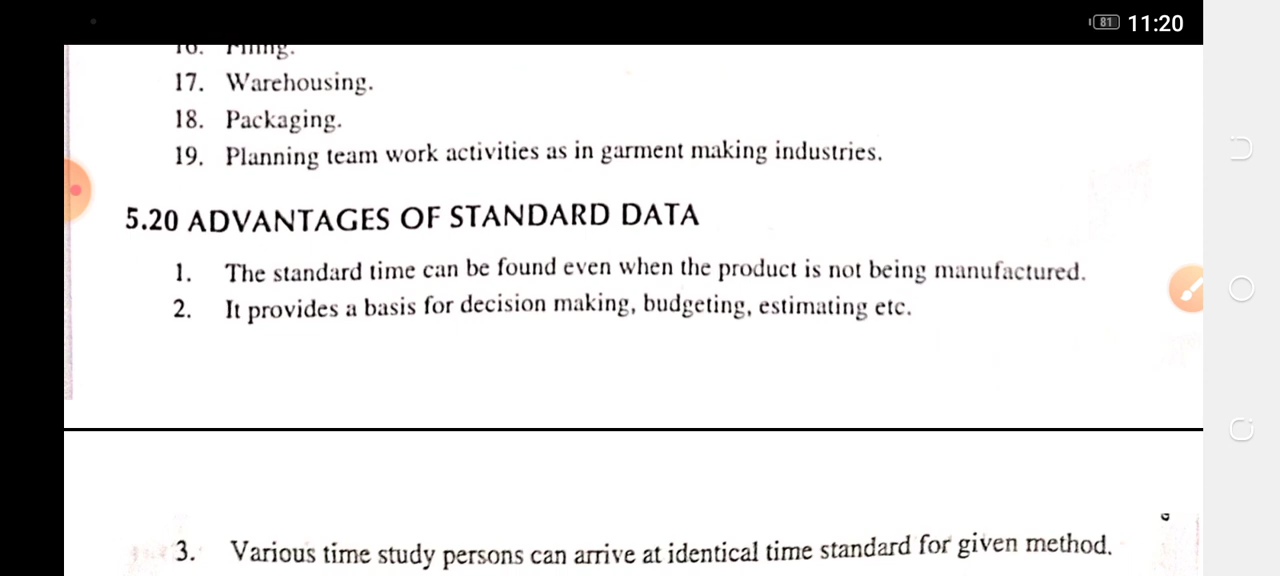 81 11:20
16. Filing.
17. Warehousing.
18. Packaging.
19. Planning team work activities as in garment making industries.
5.20 ADVANTAGES OF STANDARD DATA
1. The standard time can be found even when the product is not being manufactured.
2. It provides a basis for decision making, budgeting, estimating etc.
3. Various time study persons can arrive at identical time standard for given method.